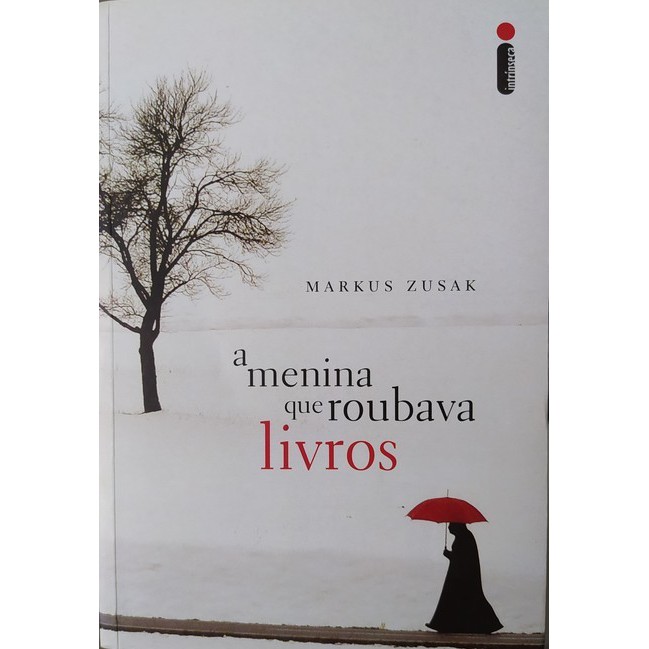 intrínseca
MARKUS ZUSAK
a
menina
que roubava
livros